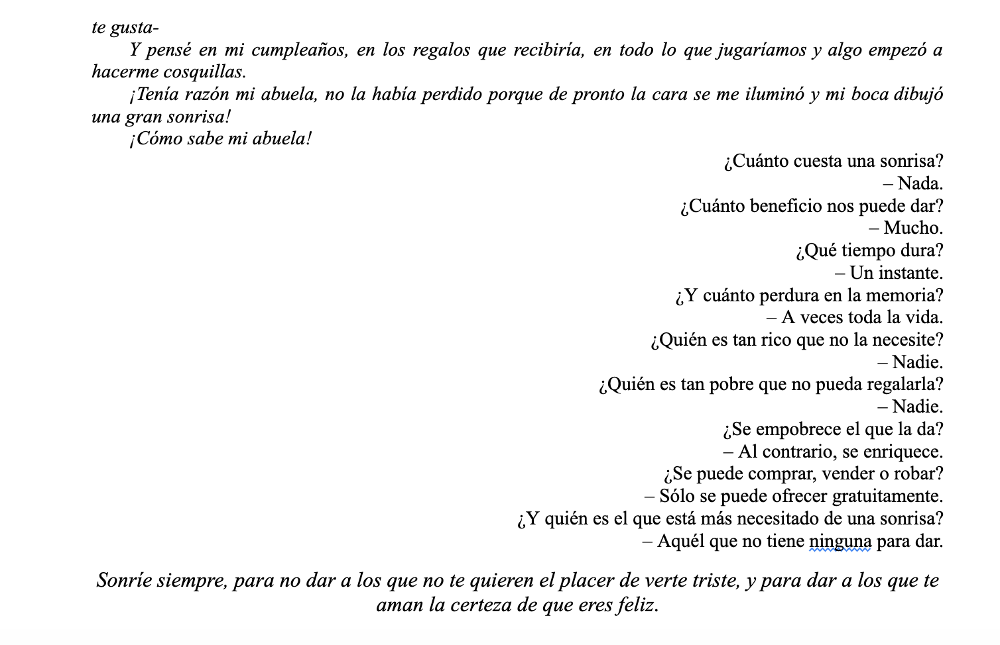 te gusta-
Y pensé en mi cumpleaños, en los regalos que recibiría, en todo lo que jugaríamos y algo empezó a
hacerme cosquillas.
¡Tenía razón mi abuela, no la había perdido porque de pronto la cara se me iluminó y mi boca dibujó
una gran sonrisa!
¡Cómo sabe mi abuela!
¿Cuánto cuesta una sonrisa?
– Nada.
¿Cuánto beneficio nos puede dar?
– Mucho.
¿Qué tiempo dura?
– Un instante.
¿Y cuánto perdura en la memoria?
– A veces toda la vida.
¿Quién es tan rico que no la necesite?
– Nadie.
¿Quién es tan pobre que no pueda regalarla?
– Nadie.
¿Se empobrece el que la da?
– Al contrario, se enriquece.
¿Se puede comprar, vender o robar?
– Sólo se puede ofrecer gratuitamente.
¿Y quién es el que está más necesitado de una sonrisa?
– Aquél que no tiene ninguna para dar.
Sonríe siempre, para no dar a los que no te quieren el placer de verte triste, y para dar a los que te
aman la certeza de que eres feliz.